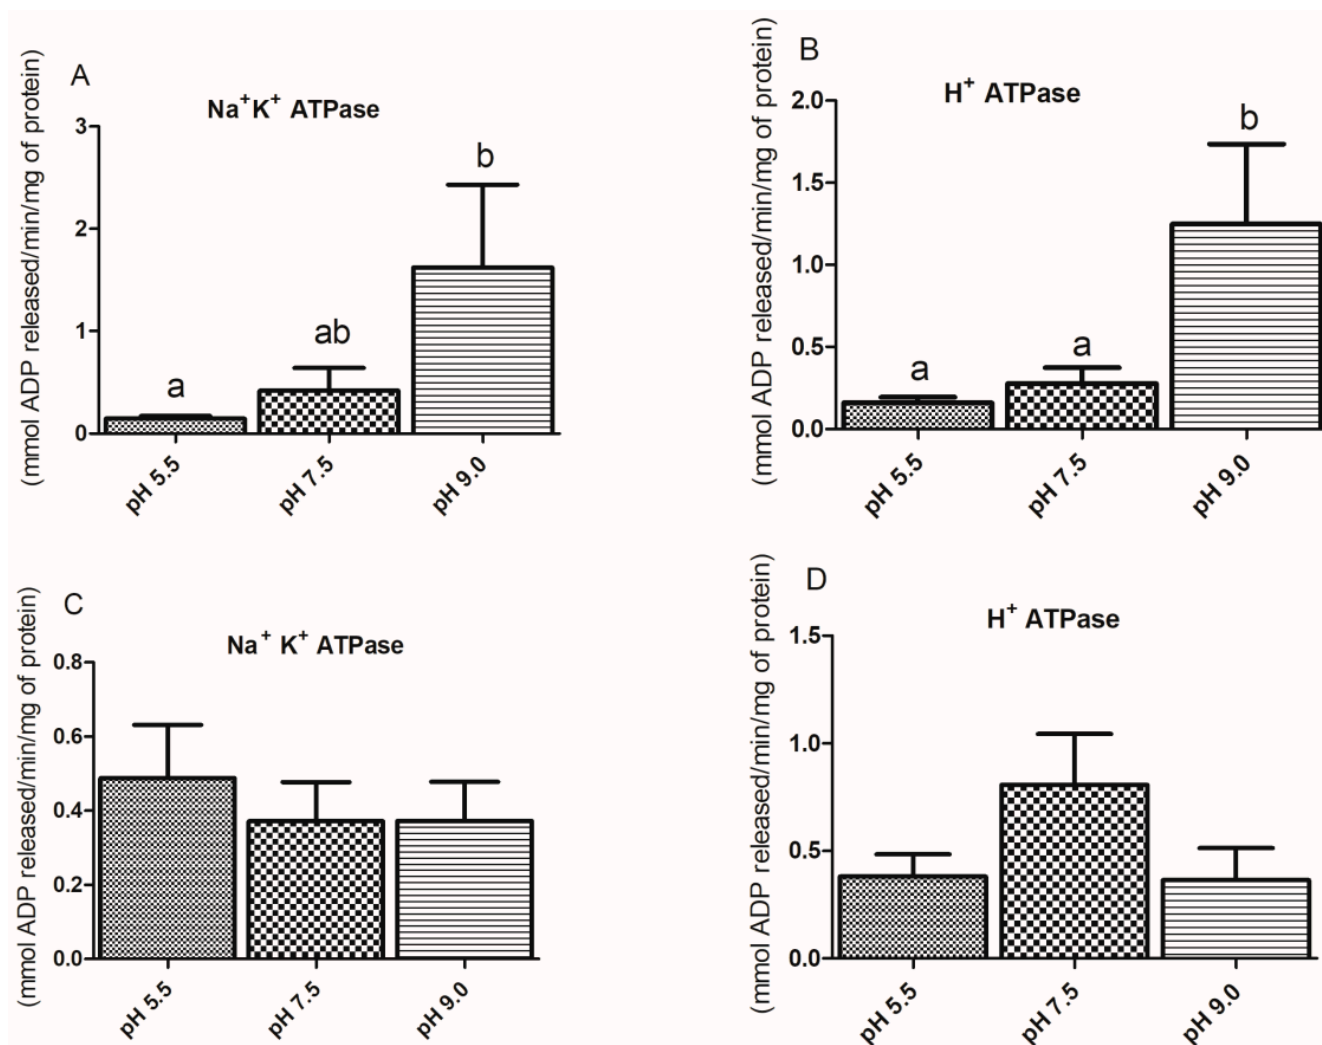 A
Na+K+ ATPase
(mmol ADP released/min/mg of protein)
3
2
1
0
a
ab
b
pH 5.5
pH 7.5
pH 9.0
B
H+ ATPase
(mmol ADP released/min/mg of protein)
2.0
1.5
1.0
0.5
0.0
a
a
b
pH 5.5
pH 7.5
pH 9.0
C
Na+ K+ ATPase
(mmol ADP released/min/mg of protein)
0.8
0.6
0.4
0.2
0.0
pH 5.5
pH 7.5
pH 9.0
D
H+ ATPase
(mmol ADP released/min/mg of protein)
1.5
1.0
0.5
0.0
pH 5.5
pH 7.5
pH 9.0